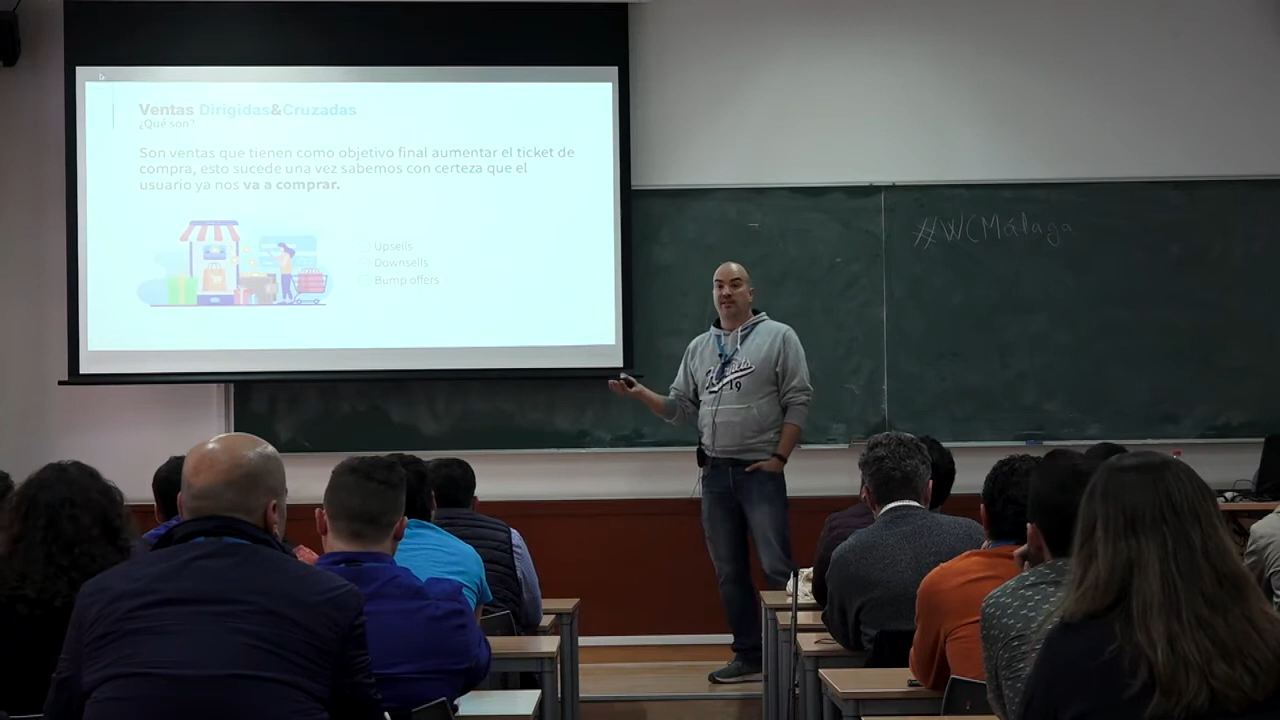 Ventas Dirigidas&Cruzadas
¿Qué son?
Son ventas que tienen como objetivo final aumentar el ticket de
compra, esto sucede una vez sabemos con certeza que el
usuario ya nos va a comprar.
Upsells
Downsells
Bump offers
#WCMálaga
19